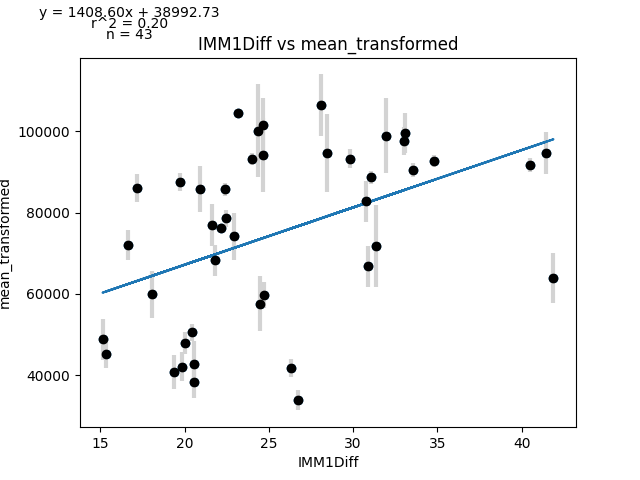 y = 1408.60x + 38992.73
r^2 = 0.20
n = 43
IMM1Diff vs mean_transformed
mean_transformed
100000
80000
60000
40000
15 20 25 30 35 40
IMM1Diff